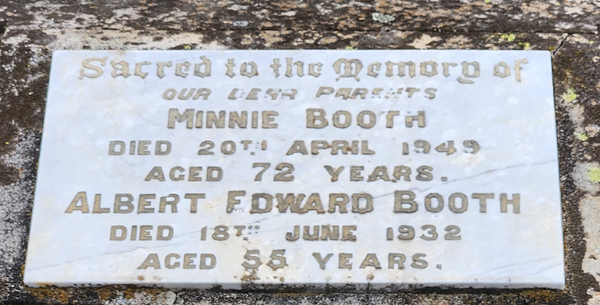 Sacred to the Memory of
OUR DEAR PARENTS
MINNIE BOOTH
DIED 20TH APRIL 1949
AGED 72 YEARS.
ALBERT EDWARD BOOTH
DIED 18TH JUNE 1932
AGED 55 YEARS.